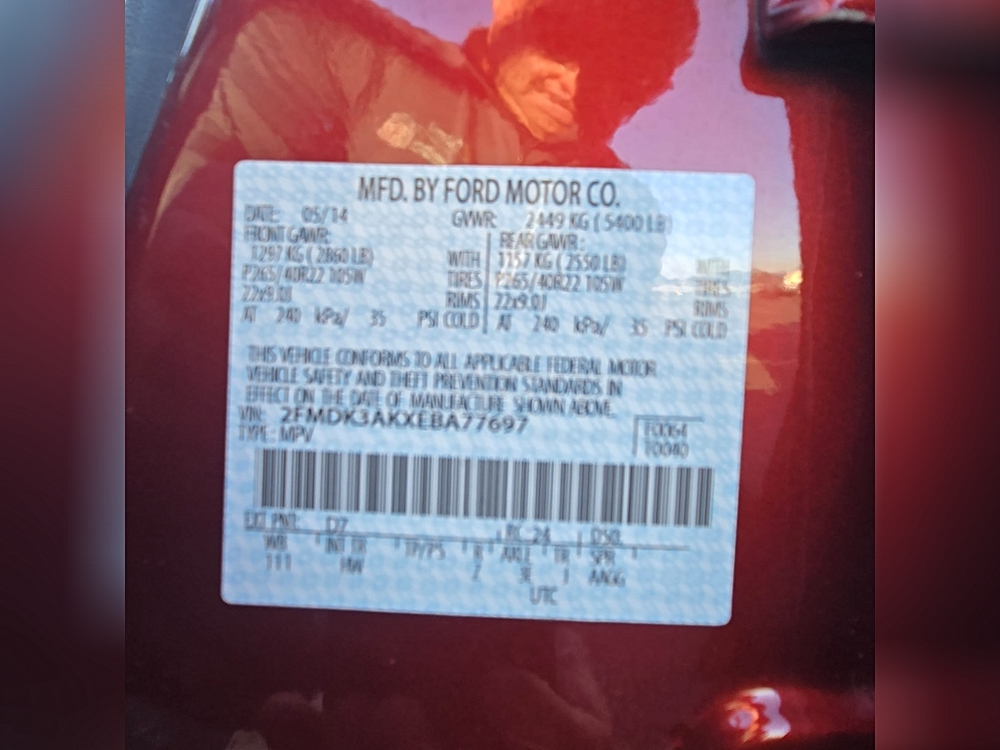 MFD. BY FORD MOTOR CO.
DATE: 05/14 GVWR: 2449 KG ( 5400 LB)
FRONT GAWR: REAR GAWR:
1297 KG ( 2860 LB) WITH 1157 KG ( 2550 LB) WITH
P265/40R22 105W TIRES P265/40R22 105W TIRES
22x9.0J RIMS 22x9.0J RIMS
AT 240 kPa/ 35 PSI COLD AT 240 kPa/ 35 PSI COLD
THIS VEHICLE CONFORMS TO ALL APPLICABLE FEDERAL MOTOR
VEHICLE SAFETY AND THEFT PREVENTION STANDARDS IN
EFFECT ON THE DATE OF MANUFACTURE SHOWN ABOVE.
VIN: 2FMDK3AKXEBA77697
TYPE: MPV
F0064
T0040
EXT PNT: RC: 24 DSO:
WB INT TR TP/PS R AXLE TR SPR
111 HW 3E J AAGG
UTC